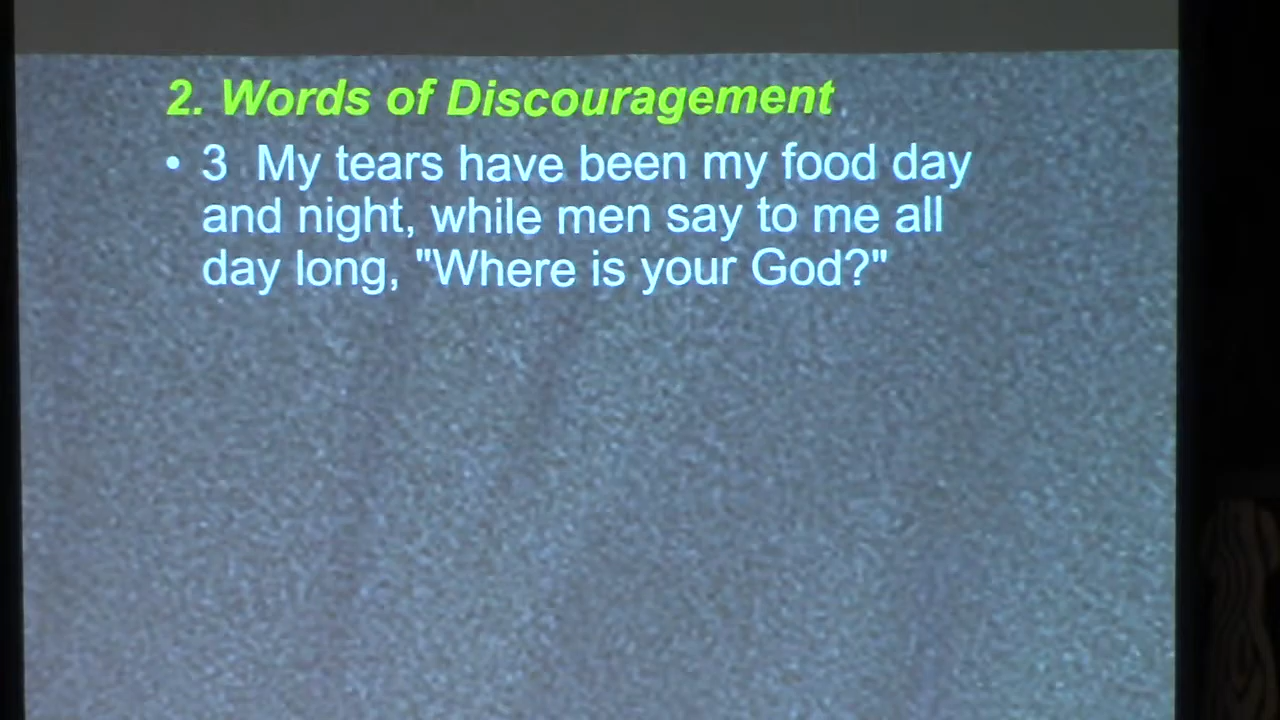 2. Words of Discouragement
• 3 My tears have been my food day
and night, while men say to me all
day long, "Where is your God?"